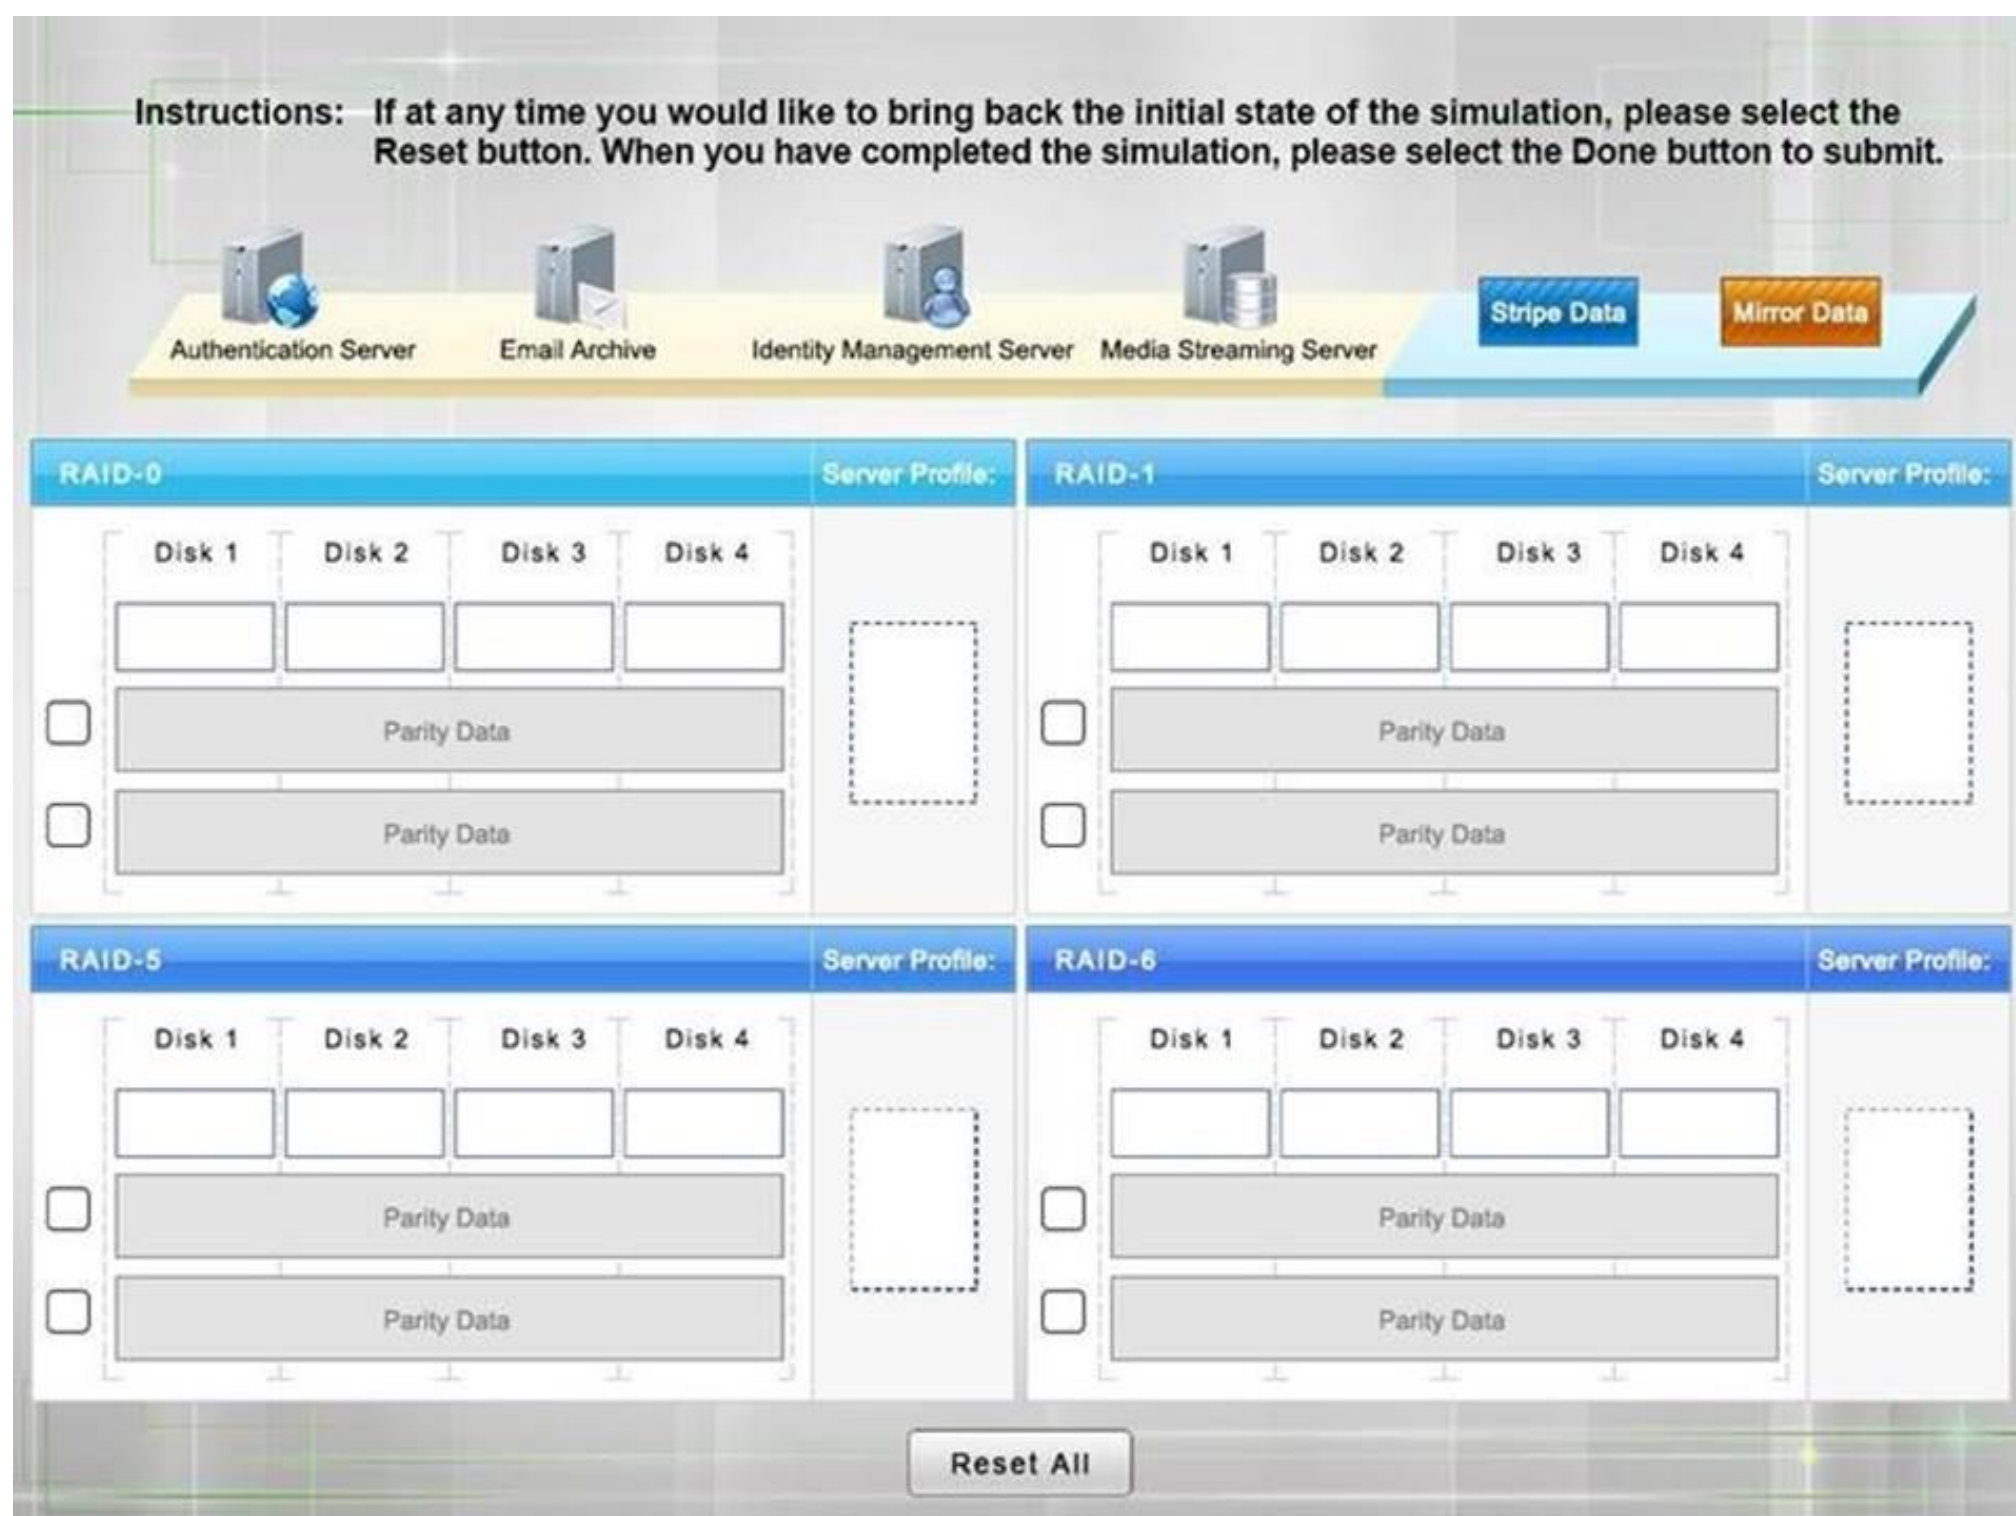 Instructions: If at any time you would like to bring back the initial state of the simulation, please select the
Reset button. When you have completed the simulation, please select the Done button to submit.
Authentication Server Email Archive Identity Management Server Media Streaming Server Stripe Data Mirror Data
RAID-0 Server Profile:
Disk 1 Disk 2 Disk 3 Disk 4
Parity Data
Parity Data
RAID-1 Server Profile:
Disk 1 Disk 2 Disk 3 Disk 4
Parity Data
Parity Data
RAID-5 Server Profile:
Disk 1 Disk 2 Disk 3 Disk 4
Parity Data
Parity Data
RAID-6 Server Profile:
Disk 1 Disk 2 Disk 3 Disk 4
Parity Data
Parity Data
Reset All